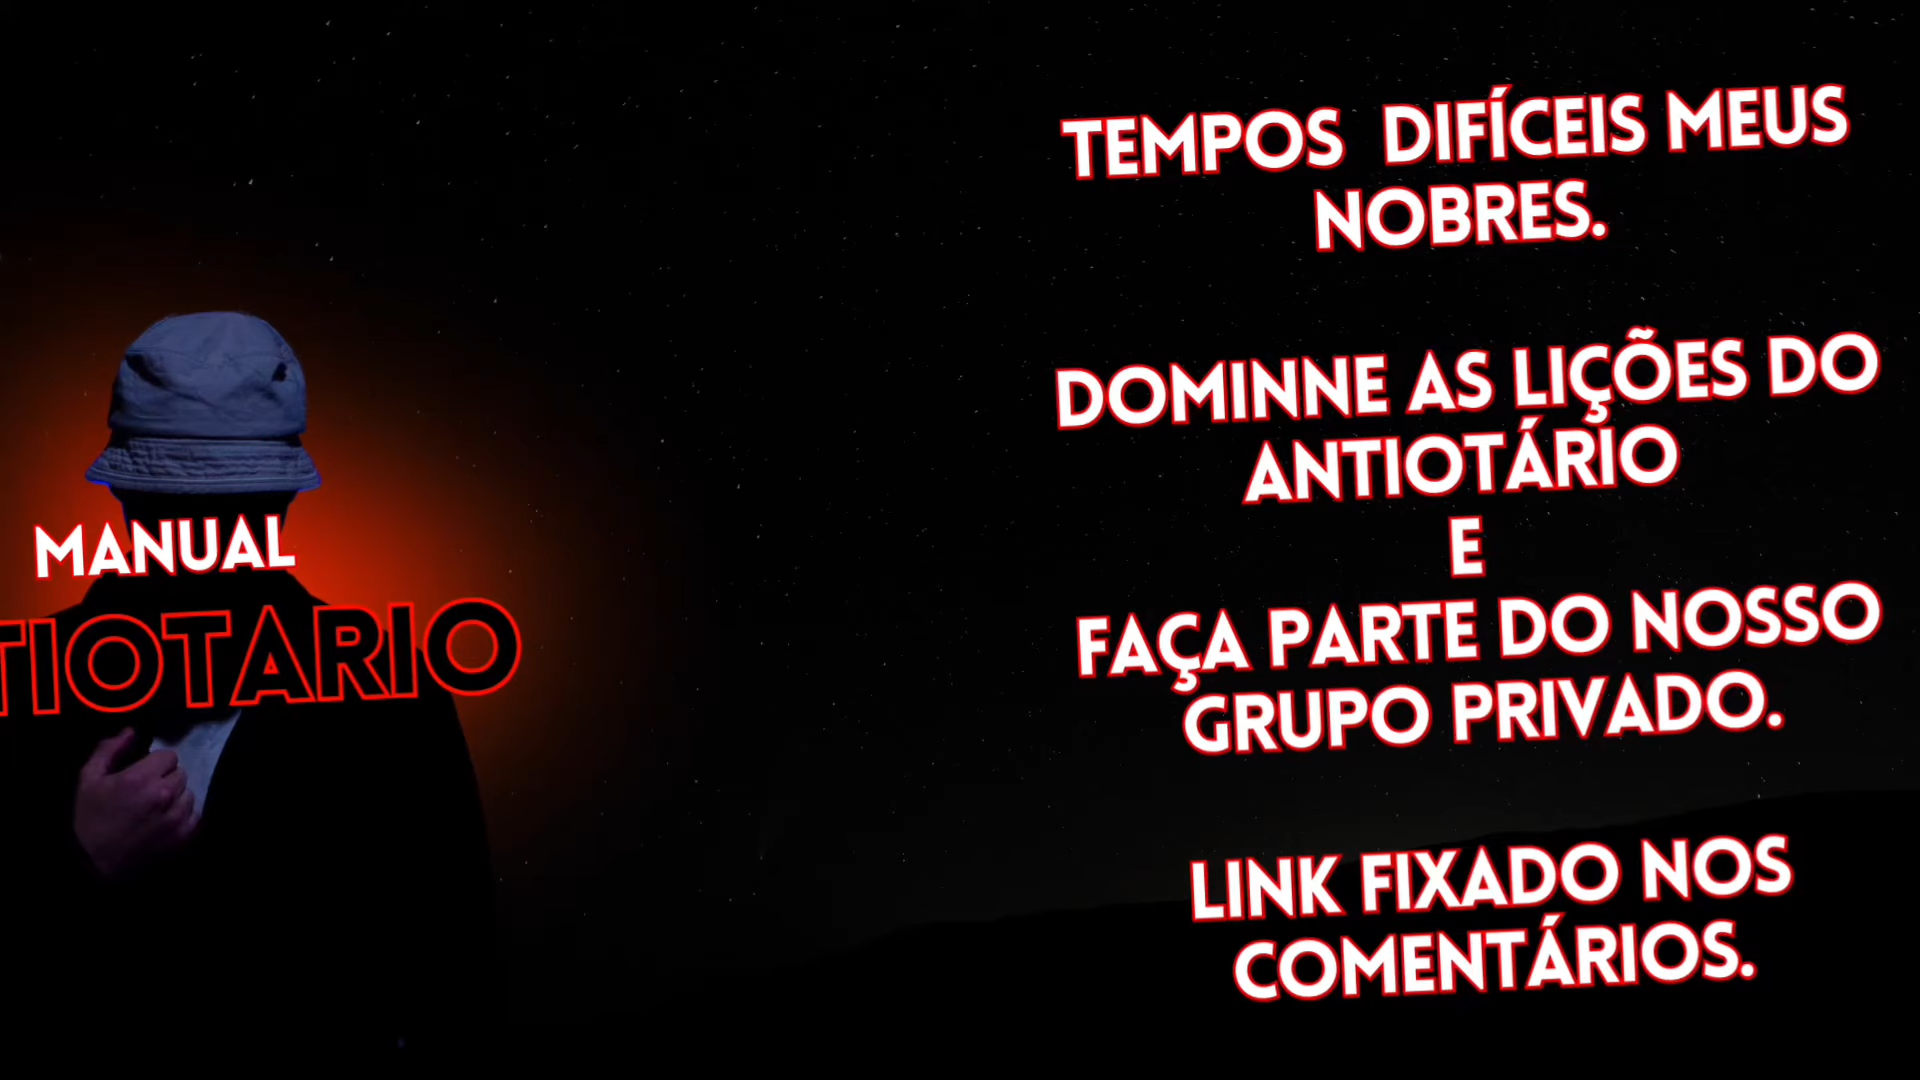 MANUAL
TIOTARIO
TEMPOS DIFÍCEIS MEUS
NOBRES.
DOMINNE AS LIÇÕES DO
ANTIOTÁRIO
E
FAÇA PARTE DO NOSSO
GRUPO PRIVADO.
LINK FIXADO NOS
COMENTÁRIOS.